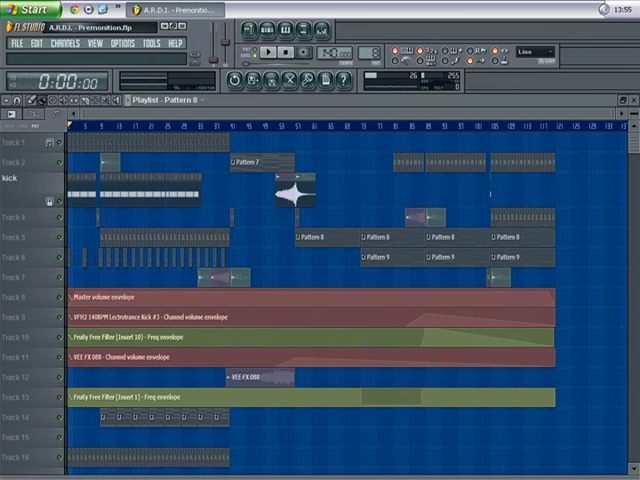 Start A.R.D.I. - Premonitio... 13:55
FL STUDIO A.R.D.I. - Premonition.flp
FILE EDIT CHANNELS VIEW OPTIONS TOOLS HELP
Line
0:00:00 26 255
Playlist - Pattern 8
Track 1
Track 2 Pattern 7
kick
Track 4
Track 5 Pattern 8 Pattern 8 Pattern 8 Pattern 8
Track 6 Pattern 9 Pattern 9 Pattern 9
Track 7
Track 8 Master volume envelope
Track 9 VFH2 140BPM Leadtrotrance Kick #3 - Channel volume envelope
Track 10 Fruity Free Filter (Insert 10) - Freq envelope
Track 11 VEE FX 088 - Channel volume envelope
Track 12 VEE FX 088
Track 13 Fruity Free Filter (Insert 1) - Freq envelope
Track 14
Track 15
Track 16